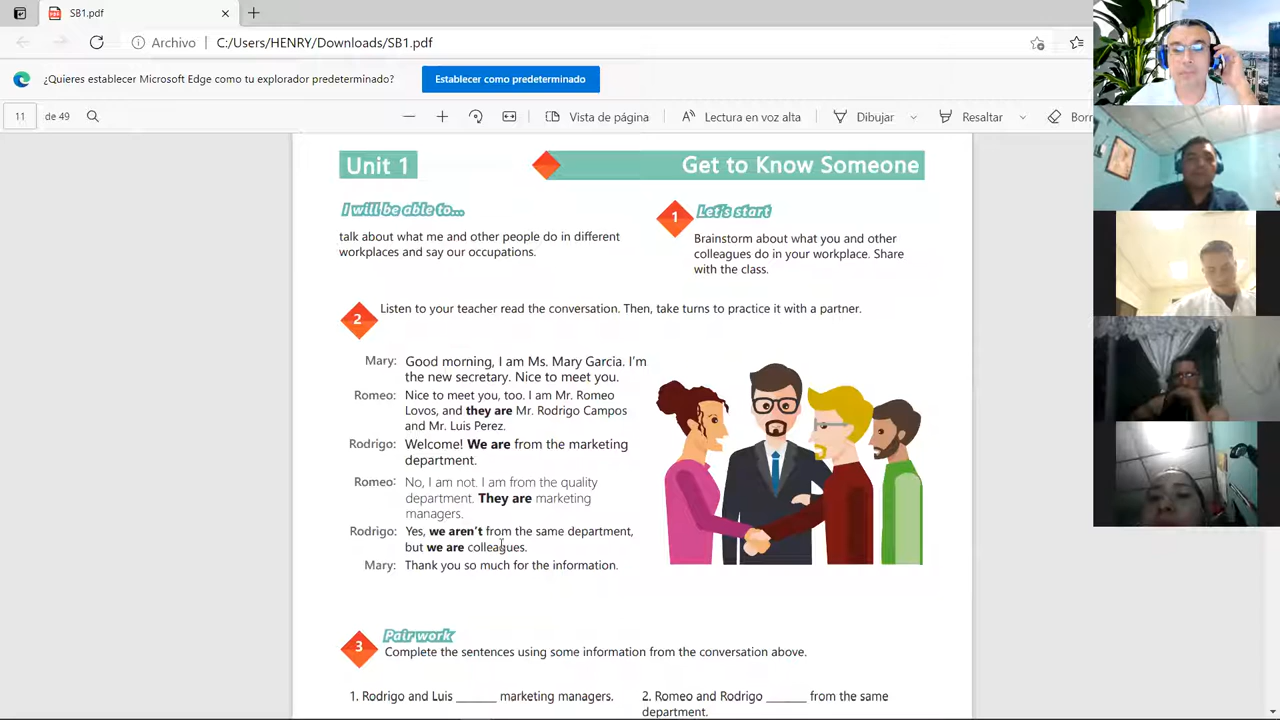 SB1.pdf
Archivo
C:/Users/HENRY/Downloads/SB1.pdf
¿Quieres establecer Microsoft Edge como tu explorador predeterminado?
Establecer como predeterminado
11
de 49
Vista de página
Lectura en voz alta
Dibujar
Resaltar
Borr
Unit 1
Get to Know Someone
I will be able to...
talk about what me and other people do in different
workplaces and say our occupations.
1
Let's start
Brainstorm about what you and other
colleagues do in your workplace. Share
with the class.
2
Listen to your teacher read the conversation. Then, take turns to practice it with a partner.
Mary: Good morning, I am Ms. Mary Garcia. I'm
the new secretary. Nice to meet you.
Romeo: Nice to meet you, too. I am Mr. Romeo
Lovos, and they are Mr. Rodrigo Campos
and Mr. Luis Perez.
Rodrigo: Welcome! We are from the marketing
department.
Romeo: No, I am not. I am from the quality
department. They are marketing
managers.
Rodrigo: Yes, we aren't from the same department,
but we are colleagues.
Mary: Thank you so much for the information.
3
Pair work
Complete the sentences using some information from the conversation above.
1. Rodrigo and Luis ______ marketing managers.
2. Romeo and Rodrigo ______ from the same
department.